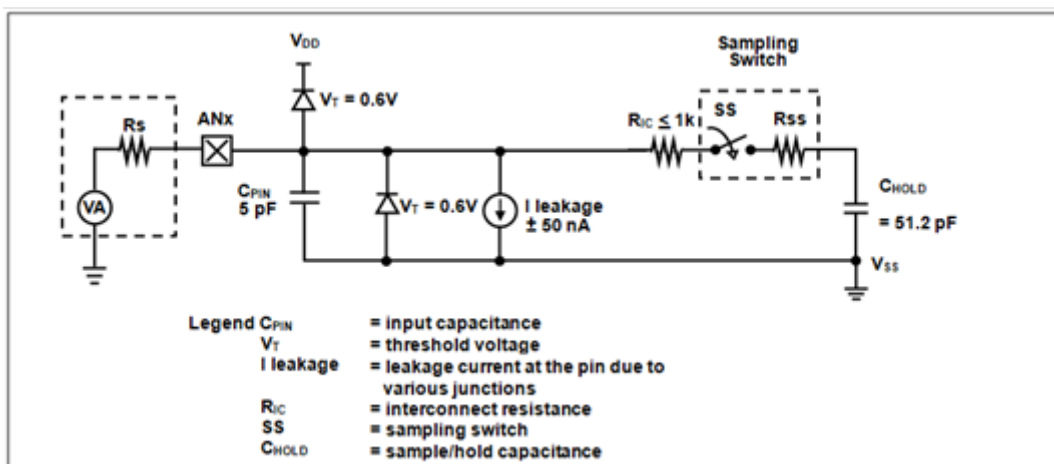 Sampling
Switch
VDD
VT = 0.6V
Rs
ANx
RIC ≤ 1k
SS
Rss
VA
CPIN
5 pF
VT = 0.6V
I leakage
± 50 nA
CHOLD
= 51.2 pF
VSS
Legend CPIN = input capacitance
VT = threshold voltage
I leakage = leakage current at the pin due to
various junctions
RIC = interconnect resistance
SS = sampling switch
CHOLD = sample/hold capacitance